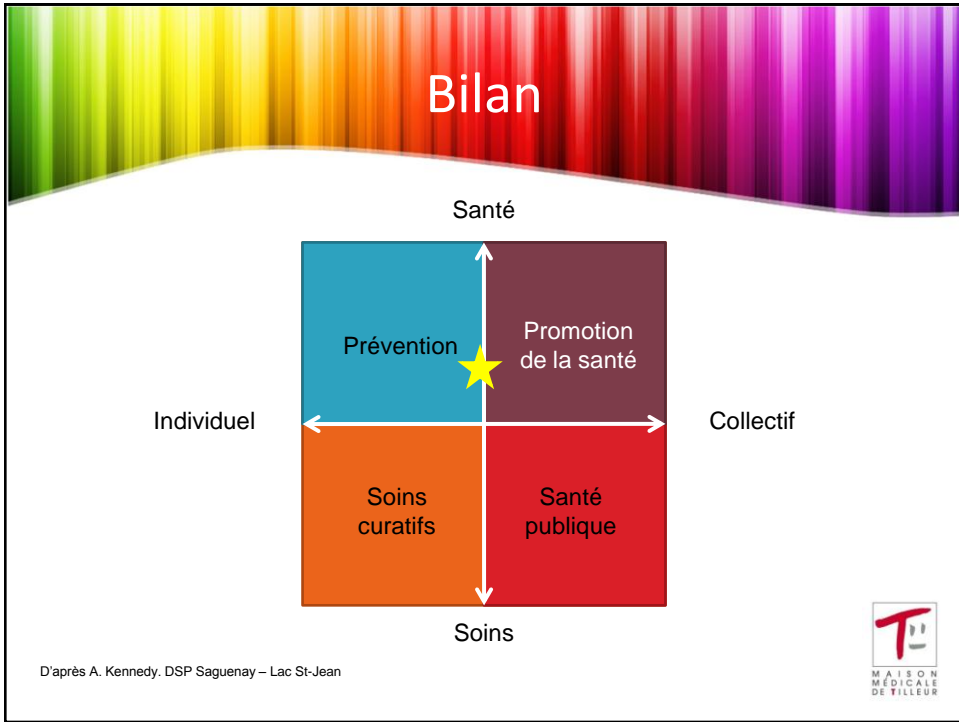 Bilan
Santé
Prévention
Promotion
de la santé
Individuel
Collectif
Soins
curatifs
Santé
publique
Soins
D'après A. Kennedy. DSP Saguenay – Lac St-Jean
MAISON
MÉDICALE
DE TILLEUR